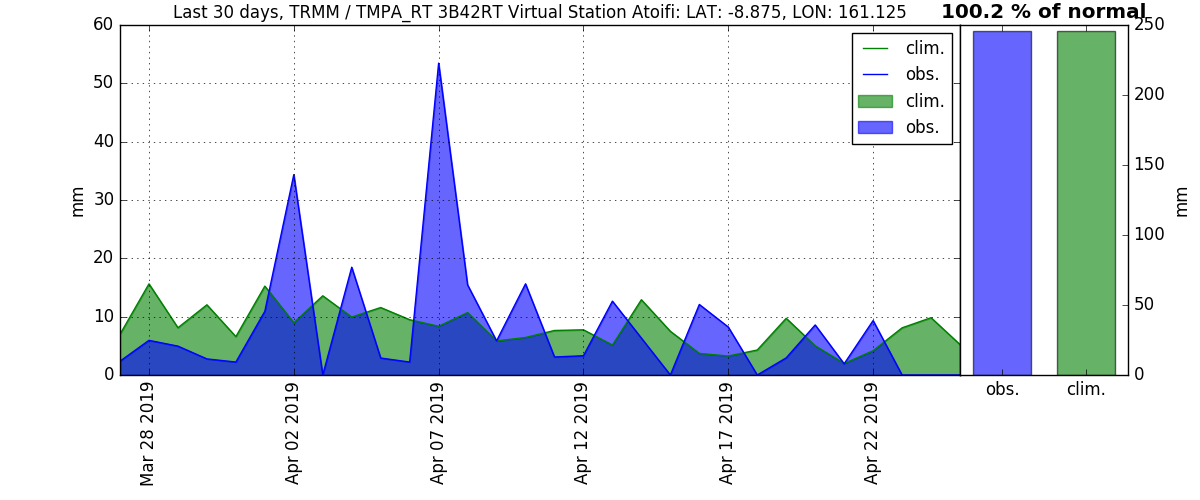 Last 30 days, TRMM / TMPA_RT 3B42RT Virtual Station Atoifi: LAT: -8.875, LON: 161.125
100.2 % of normal
60
50
40
30
20
10
0
mm
clim.
obs.
clim.
obs.
Mar 28 2019
Apr 02 2019
Apr 07 2019
Apr 12 2019
Apr 17 2019
Apr 22 2019
250
200
150
100
50
0
mm
obs.
clim.